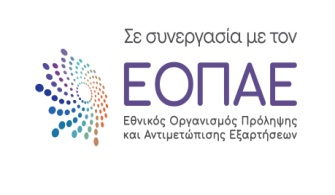 Σε συνεργασία με τον
ΕΟΠΑΕ
Εθνικός Οργανισμός Πρόληψης
και Αντιμετώπισης Εξαρτήσεων